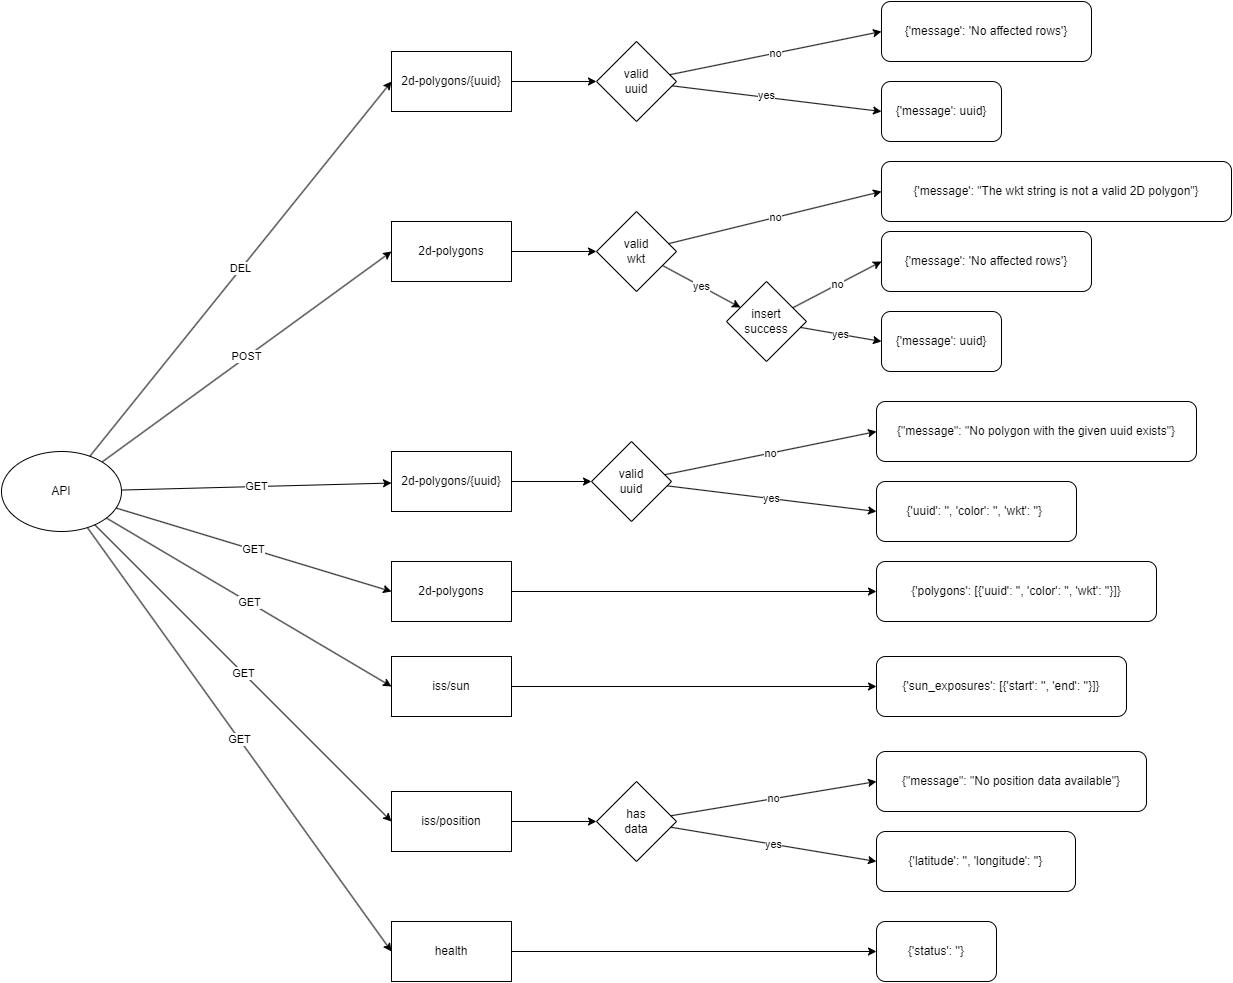 {'message': 'No affected rows'}
no
2d-polygons/{uuid}
valid
uuid
yes
{'message': uuid}
DEL
{'message': "The wkt string is not a valid 2D polygon"}
no
2d-polygons
valid
wkt
{'message': 'No affected rows'}
yes
no
insert
success
yes
{'message': uuid}
POST
{"message": "No polygon with the given uuid exists"}
no
API
GET
2d-polygons/{uuid}
valid
uuid
yes
{'uuid': '', 'color': '', 'wkt': ''}
GET
2d-polygons
{'polygons': [{'uuid': '', 'color': '', 'wkt': ''}]}
GET
iss/sun
{'sun_exposures': [{'start': '', 'end': ''}]}
GET
{"message": "No position data available"}
no
iss/position
has
data
yes
{'latitude': '', 'longitude': ''}
GET
health
{'status': ''}